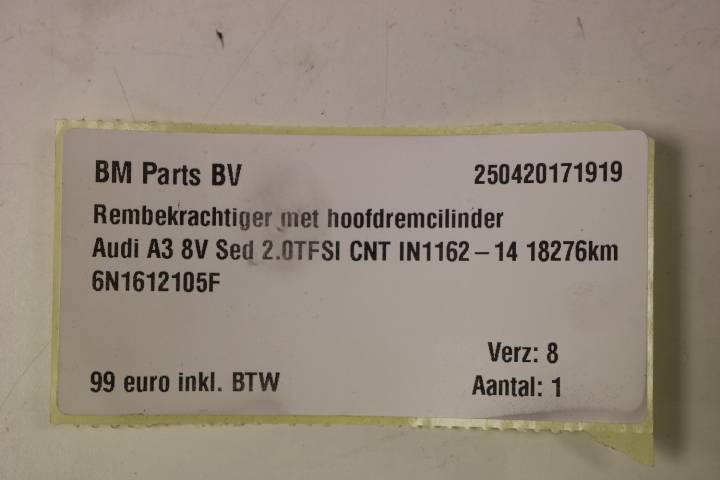 BM Parts BV 250420171919
Rembekrachtiger met hoofdremcilinder
Audi A3 8V Sed 2.0TFSI CNT IN1162 – 14 18276km
6N1612105F
Verz: 8
99 euro inkl. BTW Aantal: 1